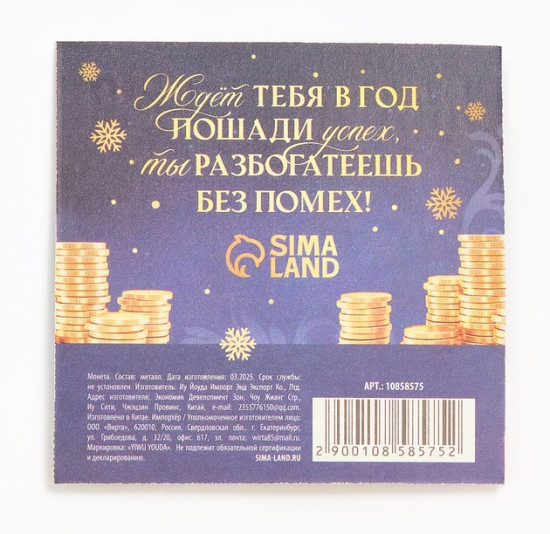 Ждёт ТЕБЯ В ГОД
ЛОШАДИ успех,
ты РАЗБОГАТЕЕШЬ
БЕЗ ПОМЕХ!
SIMA
LAND
Монета. Состав: металл. Дата изготовления: 03.2025. Срок службы:
не установлен. Изготовитель: Иу Йоуда Импорт Энд Экспорт Ко., Лтд.
Адрес изготовителя: Экономик Девелопмент Зон, Чоу Жианг Стр.,
Иу Сити, Чжэцзян Провинс, Китай. e-mail: 2355776150@qq.com.
Изготовлено в Китае. Импортёр / Уполномоченное изготовителем лицо:
ООО «Вирта», 620010, Россия, Свердловская обл., г. Екатеринбург,
ул. Грибоедова, д. 32/20, офис 617, эл. почта: wirta85@mail.ru.
Маркировка: «YIWU YOUDA». Не подлежит обязательной сертификации
и декларированию.
SIMA-LAND.RU
АРТ.: 10858575
2 900108 585752